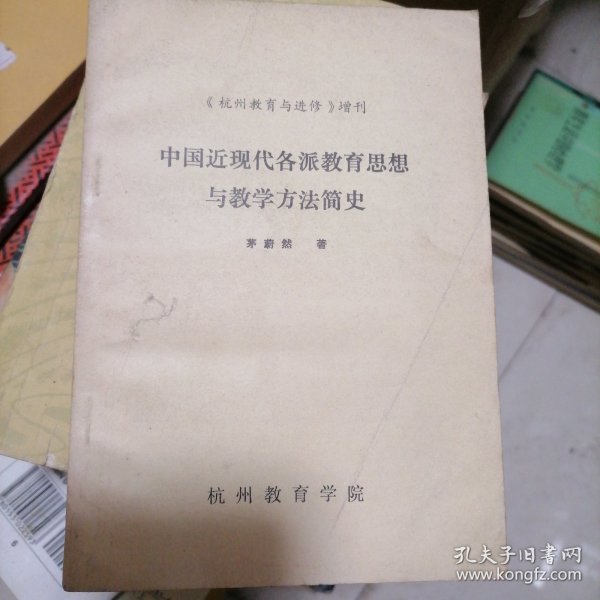 《杭州教育与进修》增刊
中国近现代各派教育思想
与教学方法简史
茅蔚然 著
杭州教育学院
孔夫子旧书网
www.kongfz.com